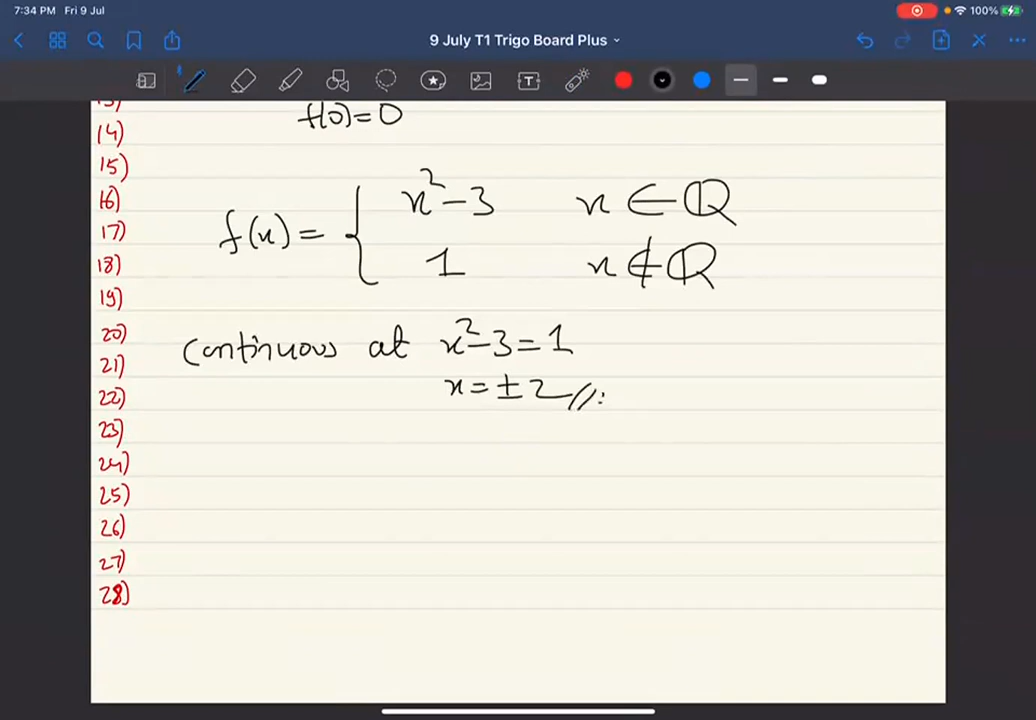 7:34 PM Fri 9 Jul
100%
9 July T1 Trigo Board Plus
T
f(0)=0
14)
15)
16)
17)
18)
19)
20)
21)
22)
23)
24)
25)
26)
27)
28)
f(x) = { x²-3 x ∈ ℚ
1 x ∉ ℚ
Continuous at x²-3=1
x=±2//.